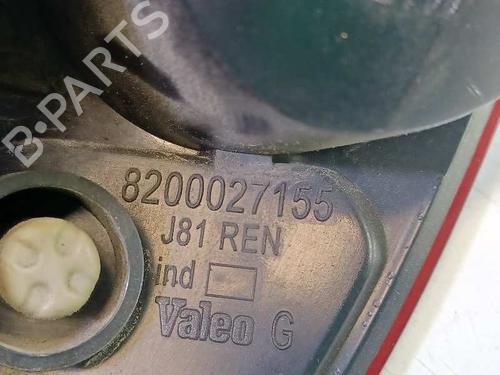 B-PARTS
8200027155
J81 REN
ind
Valeo G